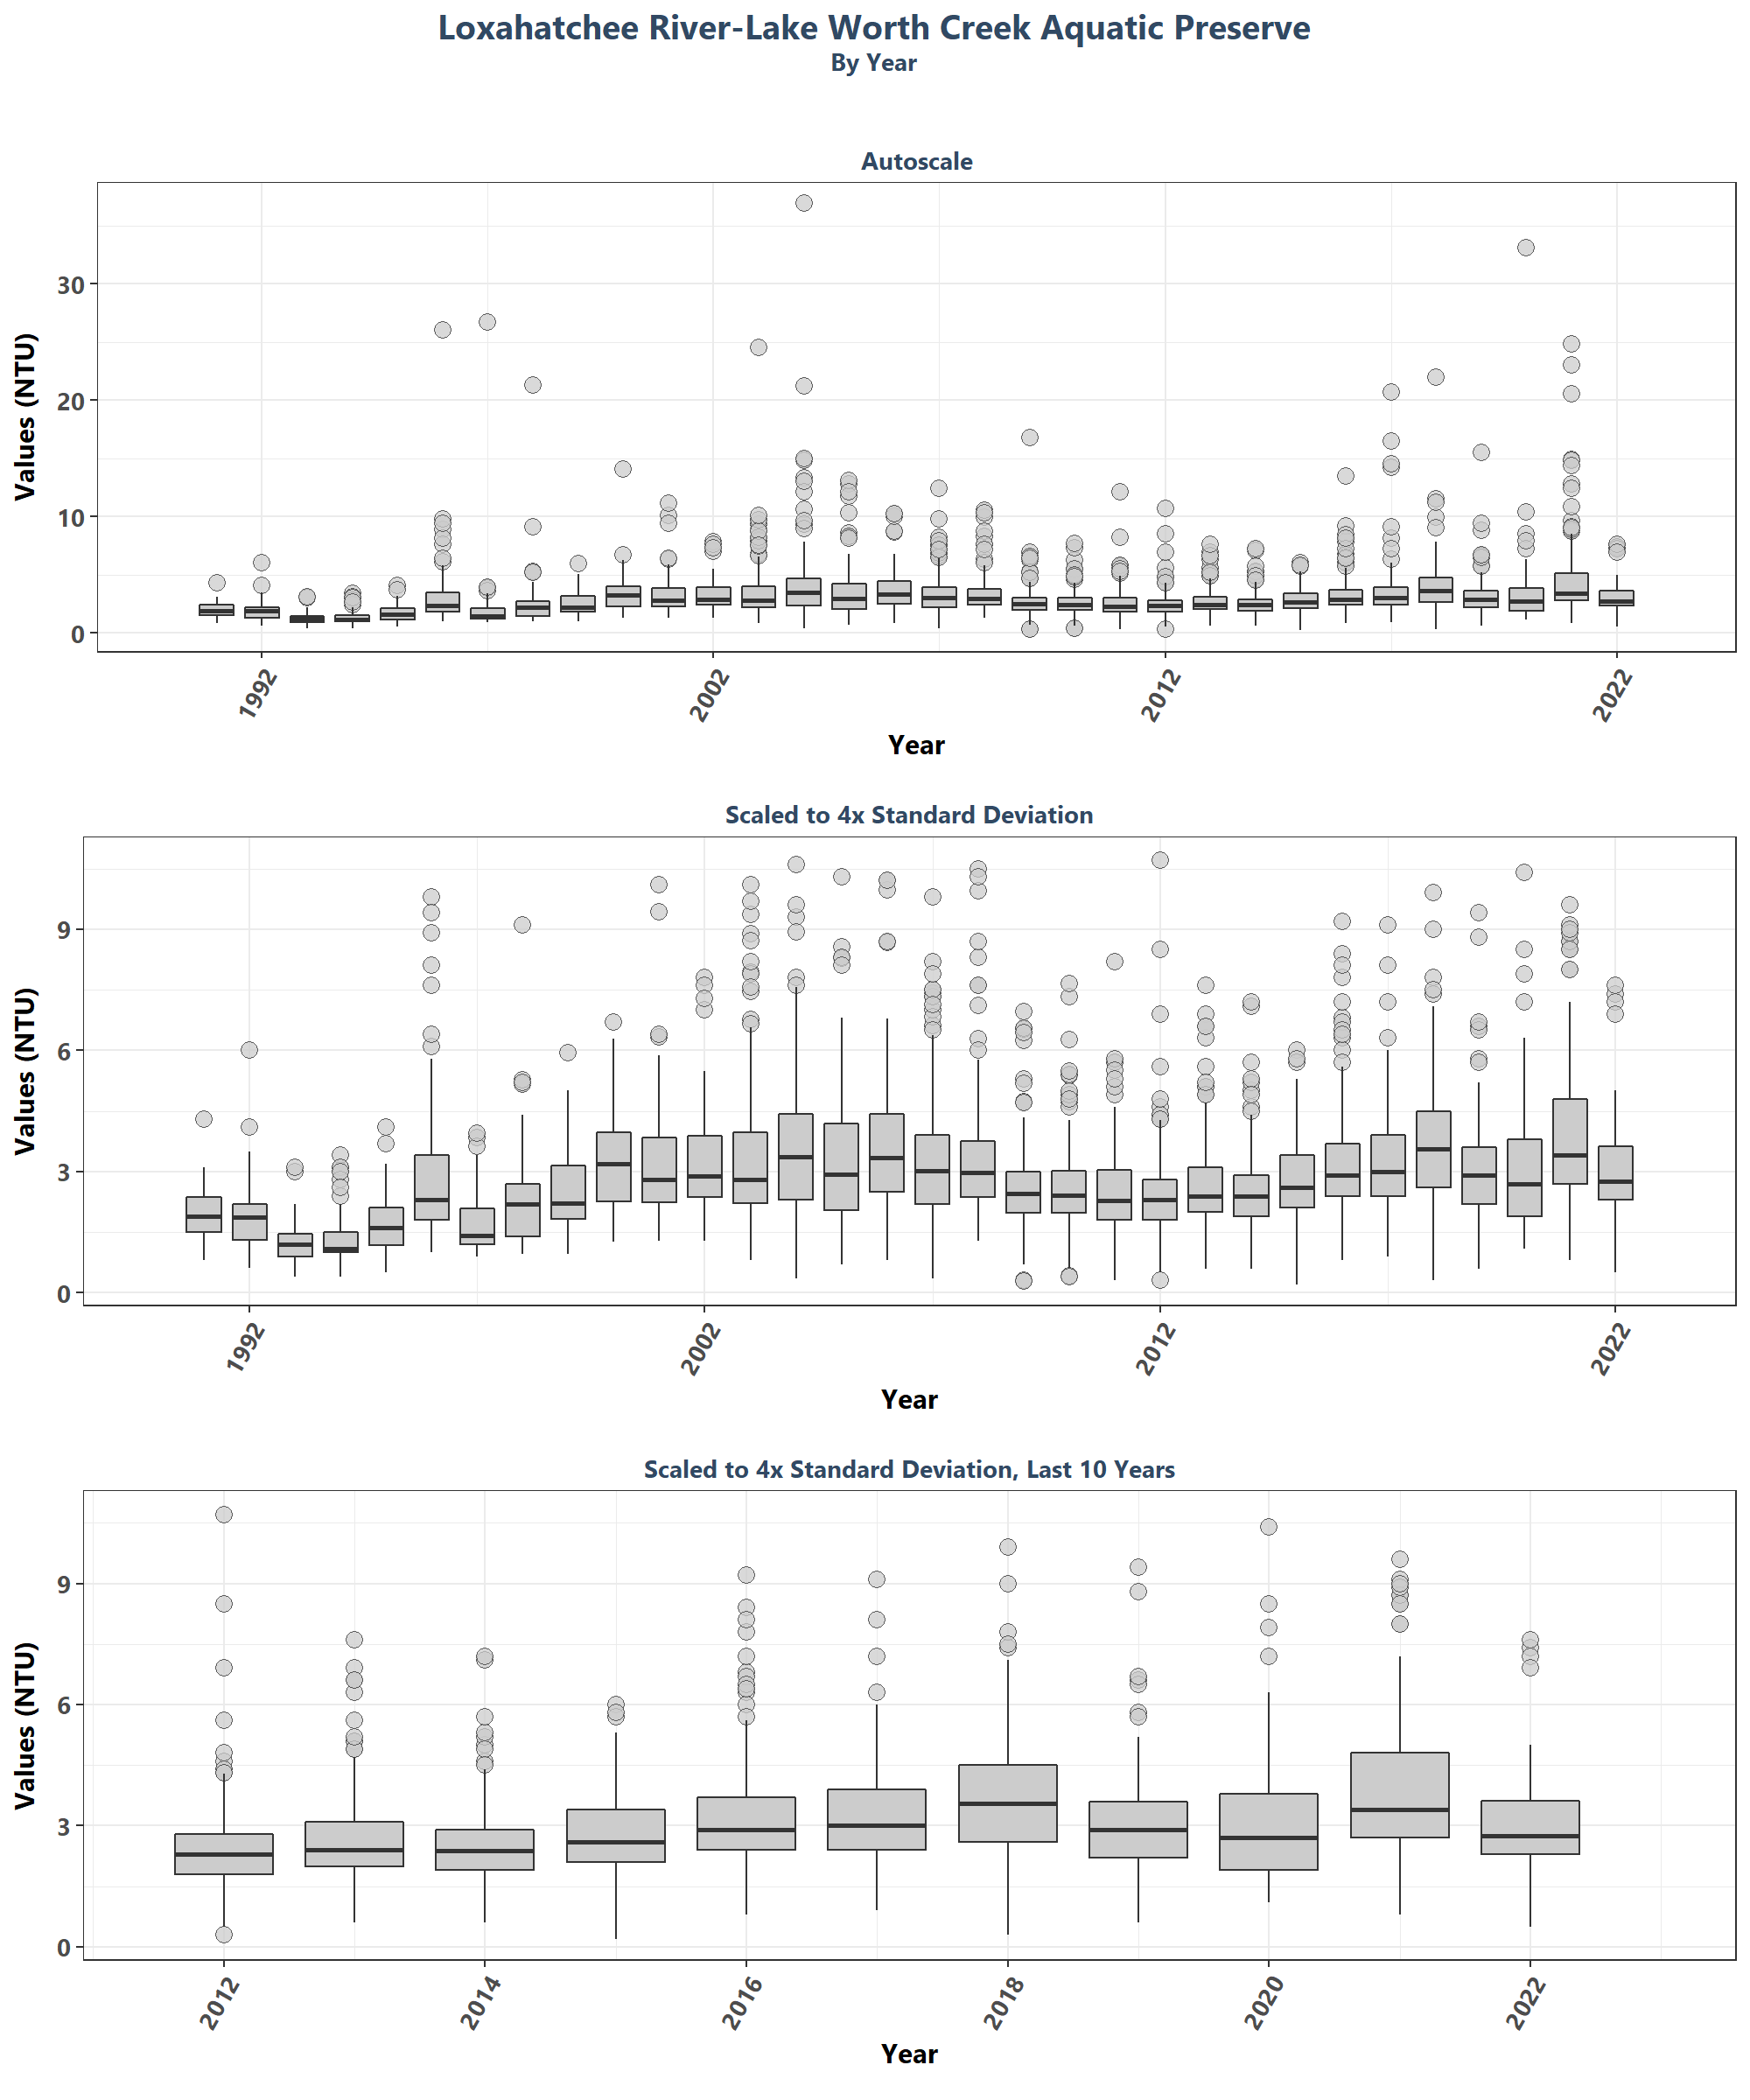 Loxahatchee River-Lake Worth Creek Aquatic Preserve
By Year
Autoscale
Values (NTU)
30
20
10
0
1992
2002
2012
2022
Year
Scaled to 4x Standard Deviation
Values (NTU)
9
6
3
0
1992
2002
2012
2022
Year
Scaled to 4x Standard Deviation, Last 10 Years
Values (NTU)
9
6
3
0
2012
2014
2016
2018
2020
2022
Year